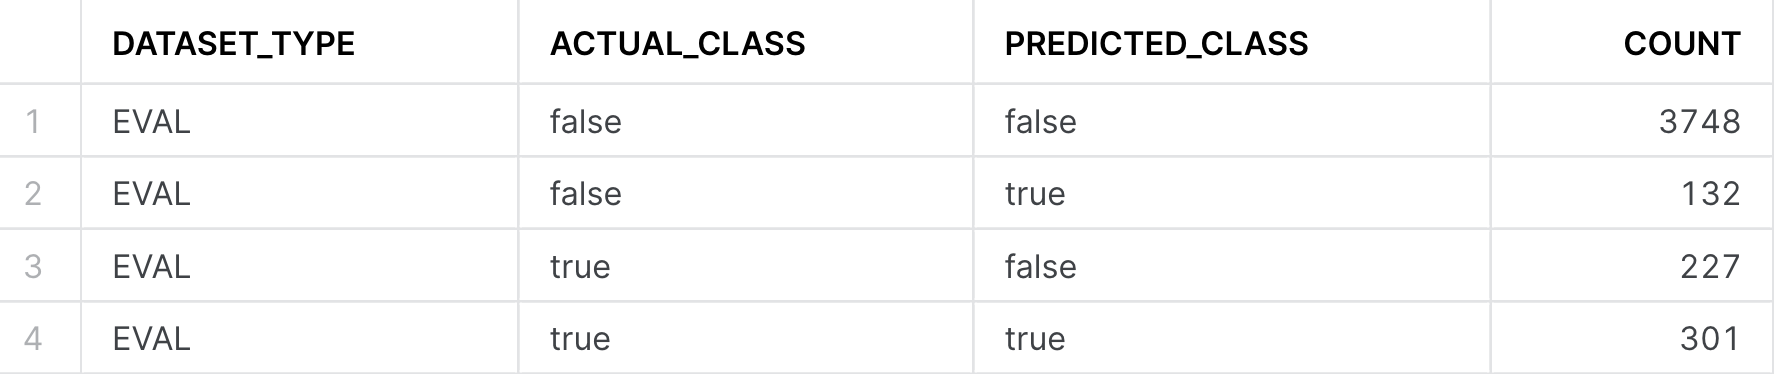 DATASET_TYPE ACTUAL_CLASS PREDICTED_CLASS COUNT
1 EVAL false false 3748
2 EVAL false true 132
3 EVAL true false 227
4 EVAL true true 301